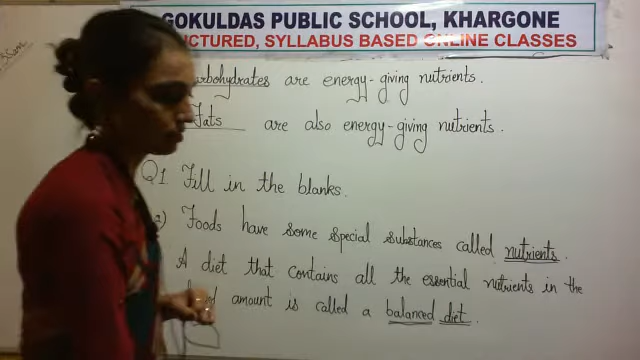 GOKULDAS PUBLIC SCHOOL, KHARGONE
SYLLABUS BASED ONLINE CLASSES
are energy-giving nutrients.
Fats are also energy-giving nutrients.
Q1. Fill in the blanks.
Foods have some special substances called nutrients.
A diet that contains all the essential nutrients in the
amount is called a balanced diet.